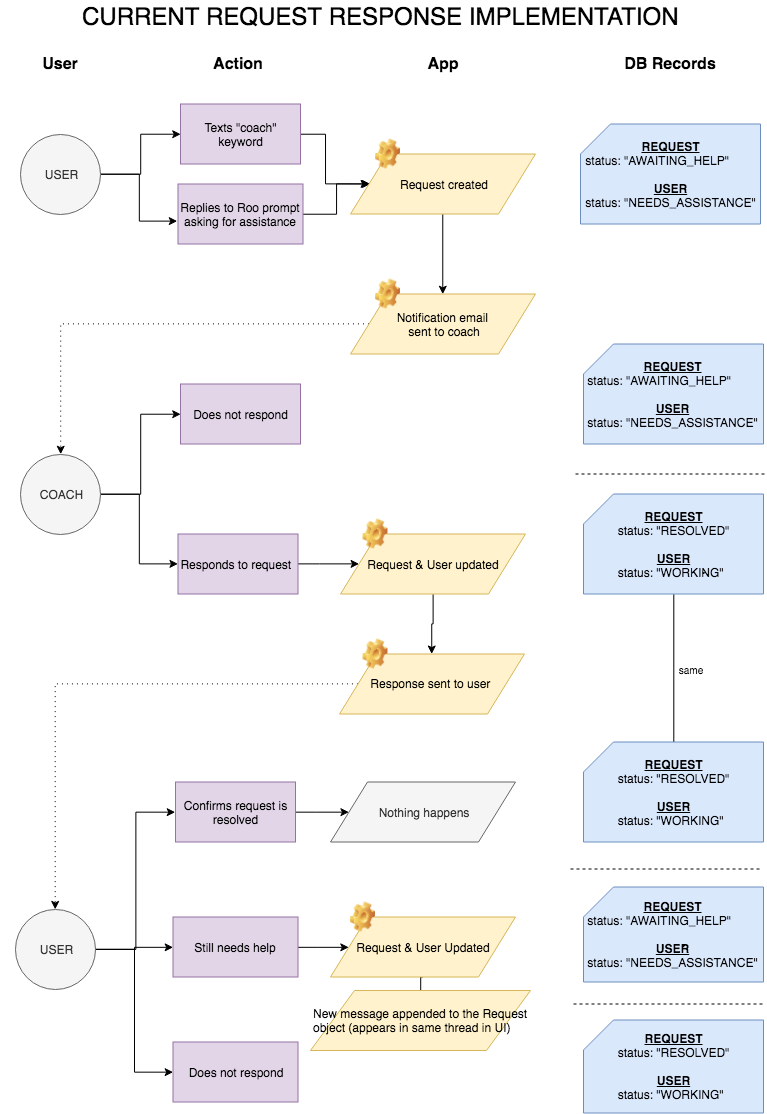 CURRENT REQUEST RESPONSE IMPLEMENTATION
User
Action
App
DB Records
USER
Texts "coach"
keyword
Replies to Roo prompt
asking for assistance
Request created
REQUEST
status: "AWAITING_HELP"
USER
status: "NEEDS_ASSISTANCE"
Notification email
sent to coach
COACH
Does not respond
REQUEST
status: "AWAITING_HELP"
USER
status: "NEEDS_ASSISTANCE"
Responds to request
Request & User updated
REQUEST
status: "RESOLVED"
USER
status: "WORKING"
Response sent to user
same
USER
Confirms request is
resolved
Nothing happens
REQUEST
status: "RESOLVED"
USER
status: "WORKING"
Still needs help
Request & User Updated
New message appended to the Request
object (appears in same thread in UI)
REQUEST
status: "AWAITING_HELP"
USER
status: "NEEDS_ASSISTANCE"
Does not respond
REQUEST
status: "RESOLVED"
USER
status: "WORKING"